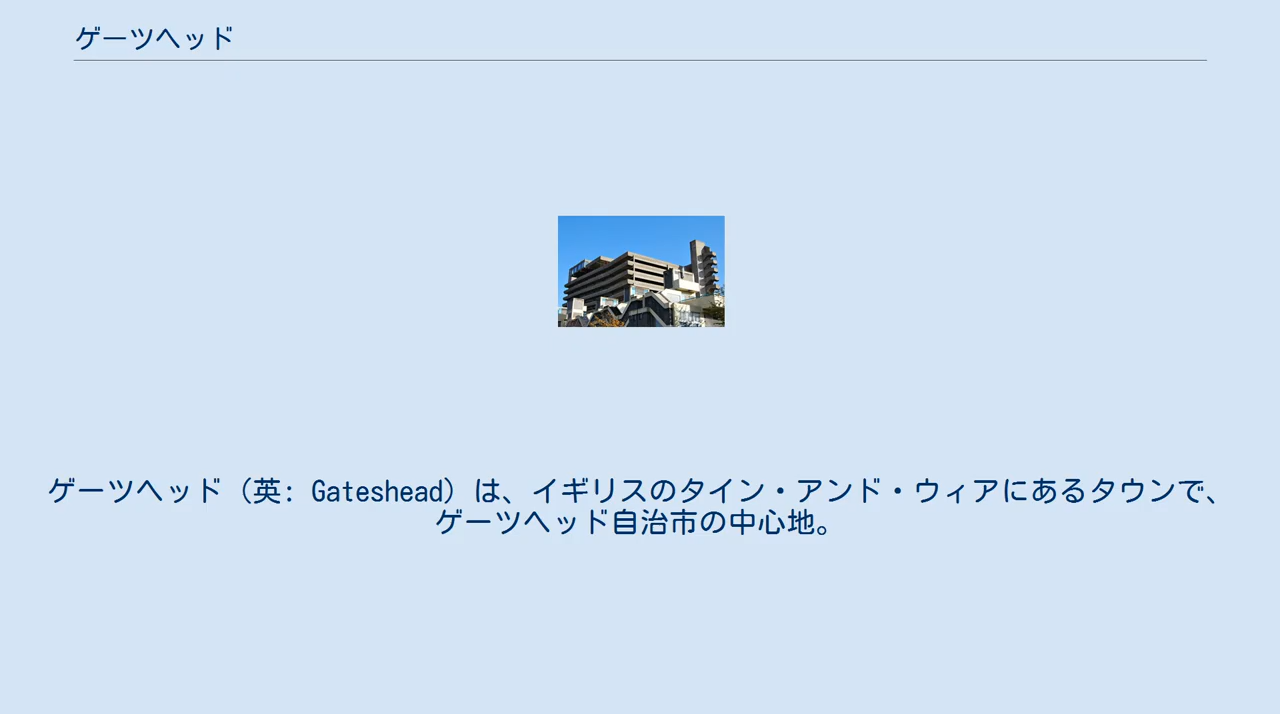 ゲーツヘッド
ゲーツヘッド（英: Gateshead）は、イギリスのタイン・アンド・ウィアにあるタウンで、
ゲーツヘッド自治市の中心地。